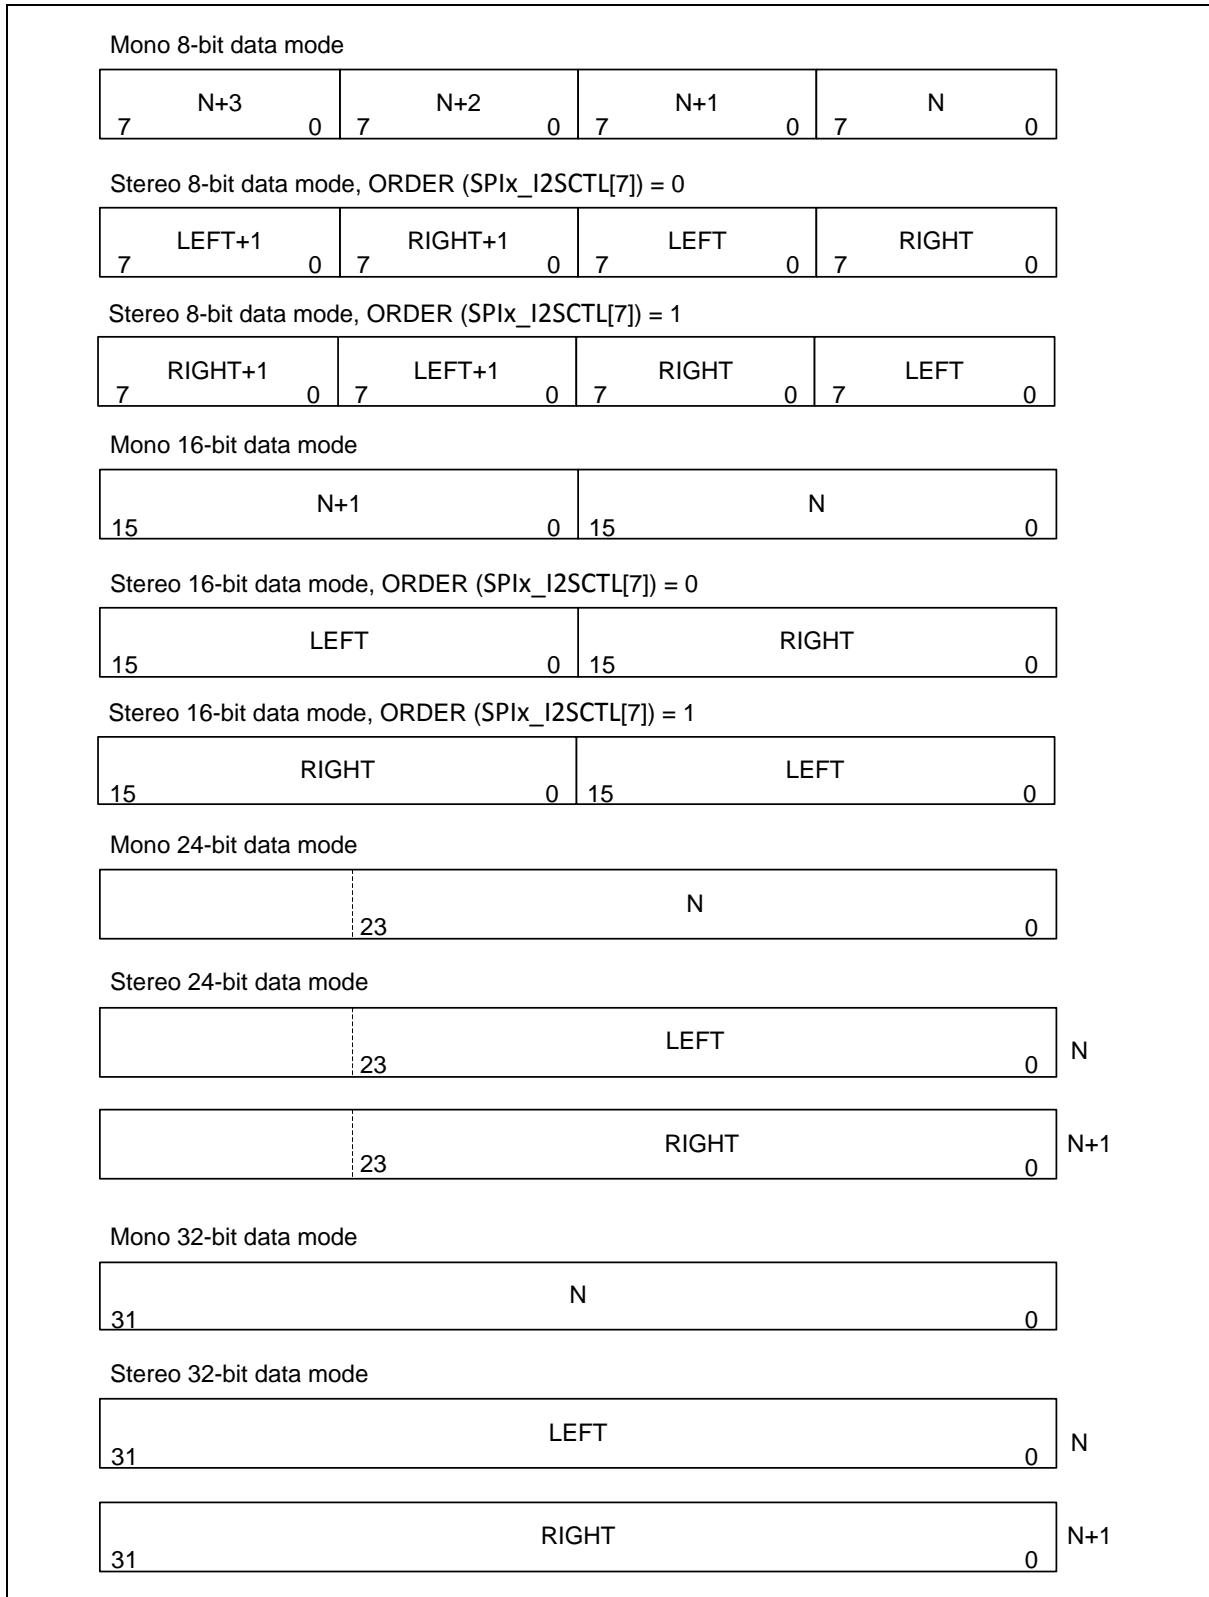 Mono 8-bit data mode
N+3 N+2 N+1 N
7 0 7 0 7 0 7 0
Stereo 8-bit data mode, ORDER (SPIx_I2SCTL[7]) = 0
LEFT+1 RIGHT+1 LEFT RIGHT
7 0 7 0 7 0 7 0
Stereo 8-bit data mode, ORDER (SPIx_I2SCTL[7]) = 1
RIGHT+1 LEFT+1 RIGHT LEFT
7 0 7 0 7 0 7 0
Mono 16-bit data mode
N+1 N
15 0 15 0
Stereo 16-bit data mode, ORDER (SPIx_I2SCTL[7]) = 0
LEFT RIGHT
15 0 15 0
Stereo 16-bit data mode, ORDER (SPIx_I2SCTL[7]) = 1
RIGHT LEFT
15 0 15 0
Mono 24-bit data mode
N
23 0
Stereo 24-bit data mode
LEFT N
23 0
RIGHT N+1
23 0
Mono 32-bit data mode
N
31 0
Stereo 32-bit data mode
LEFT N
31 0
RIGHT N+1
31 0